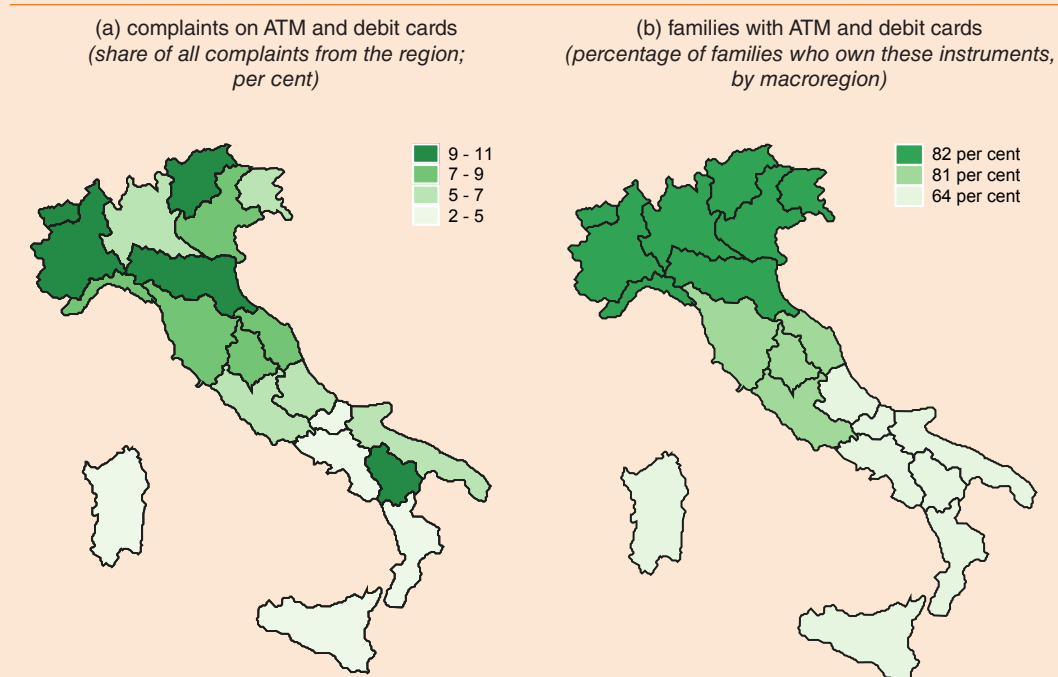 (a) complaints on ATM and debit cards
(share of all complaints from the region;
per cent)
9 - 11
7 - 9
5 - 7
2 - 5
(b) families with ATM and debit cards
(percentage of families who own these instruments,
by macroregion)
82 per cent
81 per cent
64 per cent